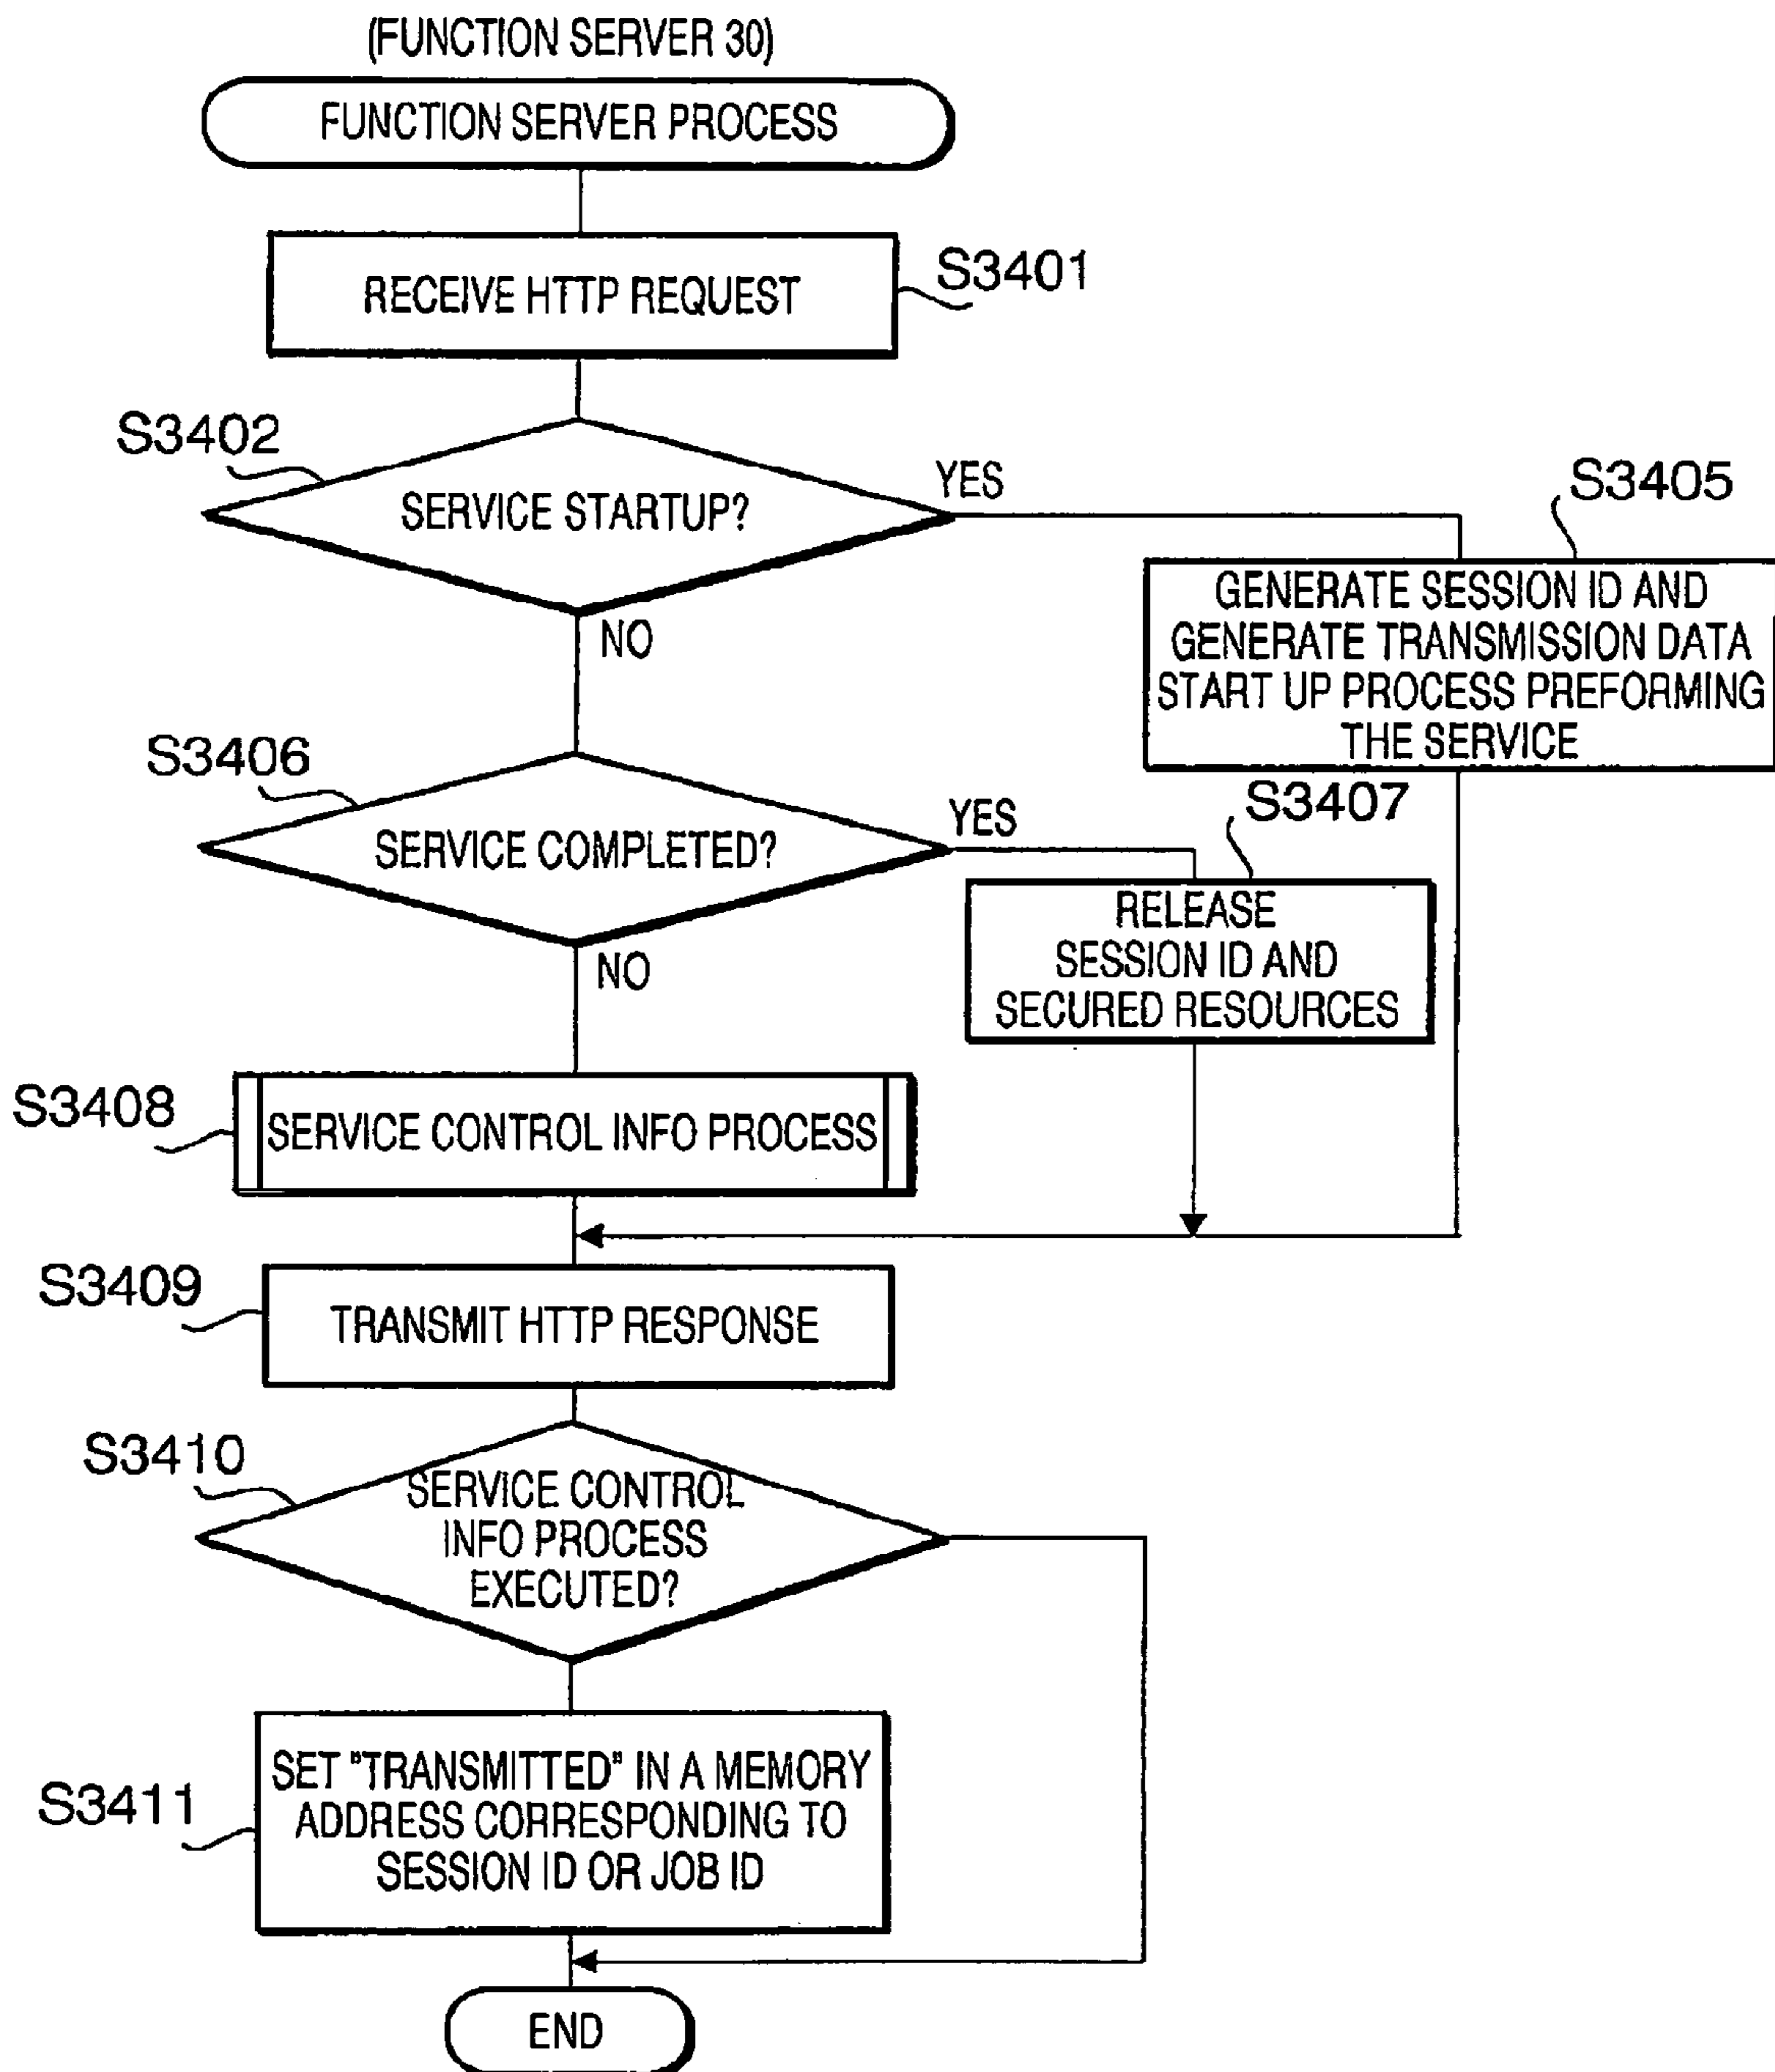 (FUNCTION SERVER 30)
FUNCTION SERVER PROCESS
RECEIVE HTTP REQUEST
S3401
S3402
SERVICE STARTUP?
YES
NO
S3405
GENERATE SESSION ID AND
GENERATE TRANSMISSION DATA
START UP PROCESS PREFORMING
THE SERVICE
S3406
SERVICE COMPLETED?
YES
NO
S3407
RELEASE
SESSION ID AND
SECURED RESOURCES
S3408
SERVICE CONTROL INFO PROCESS
S3409
TRANSMIT HTTP RESPONSE
S3410
SERVICE CONTROL
INFO PROCESS
EXECUTED?
S3411
SET "TRANSMITTED" IN A MEMORY
ADDRESS CORRESPONDING TO
SESSION ID OR JOB ID
END